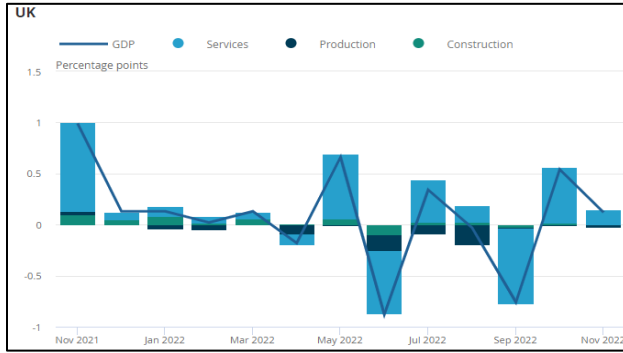 UK
GDP Services Production Construction
Percentage points
1.5
1
0.5
0
-0.5
-1
Nov 2021 Jan 2022 Mar 2022 May 2022 Jul 2022 Sep 2022 Nov 2022